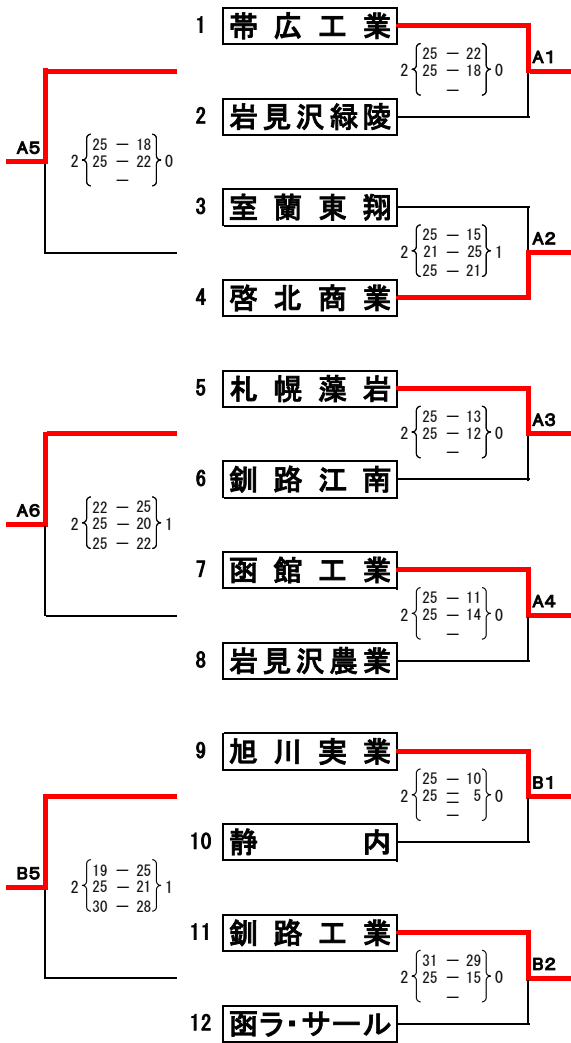 1 帯広工業
2 25 － 22 0
25 － 18
－
A1
2 岩見沢緑陵
A5
2 25 － 18 0
25 － 22
－
3 室蘭東翔
2 25 － 15 1
21 － 25
25 － 21
A2
4 啓北商業
5 札幌藻岩
2 25 － 13 0
25 － 12
－
A3
6 釧路江南
A6
2 22 － 25 1
25 － 20
25 － 22
7 函館工業
2 25 － 11 0
25 － 14
－
A4
8 岩見沢農業
9 旭川実業
2 25 － 10 0
25 － 5
－
B1
10 静内
B5
2 19 － 25 1
25 － 21
30 － 28
11 釧路工業
2 31 － 29 0
25 － 15
－
B2
12 函ラ・サール